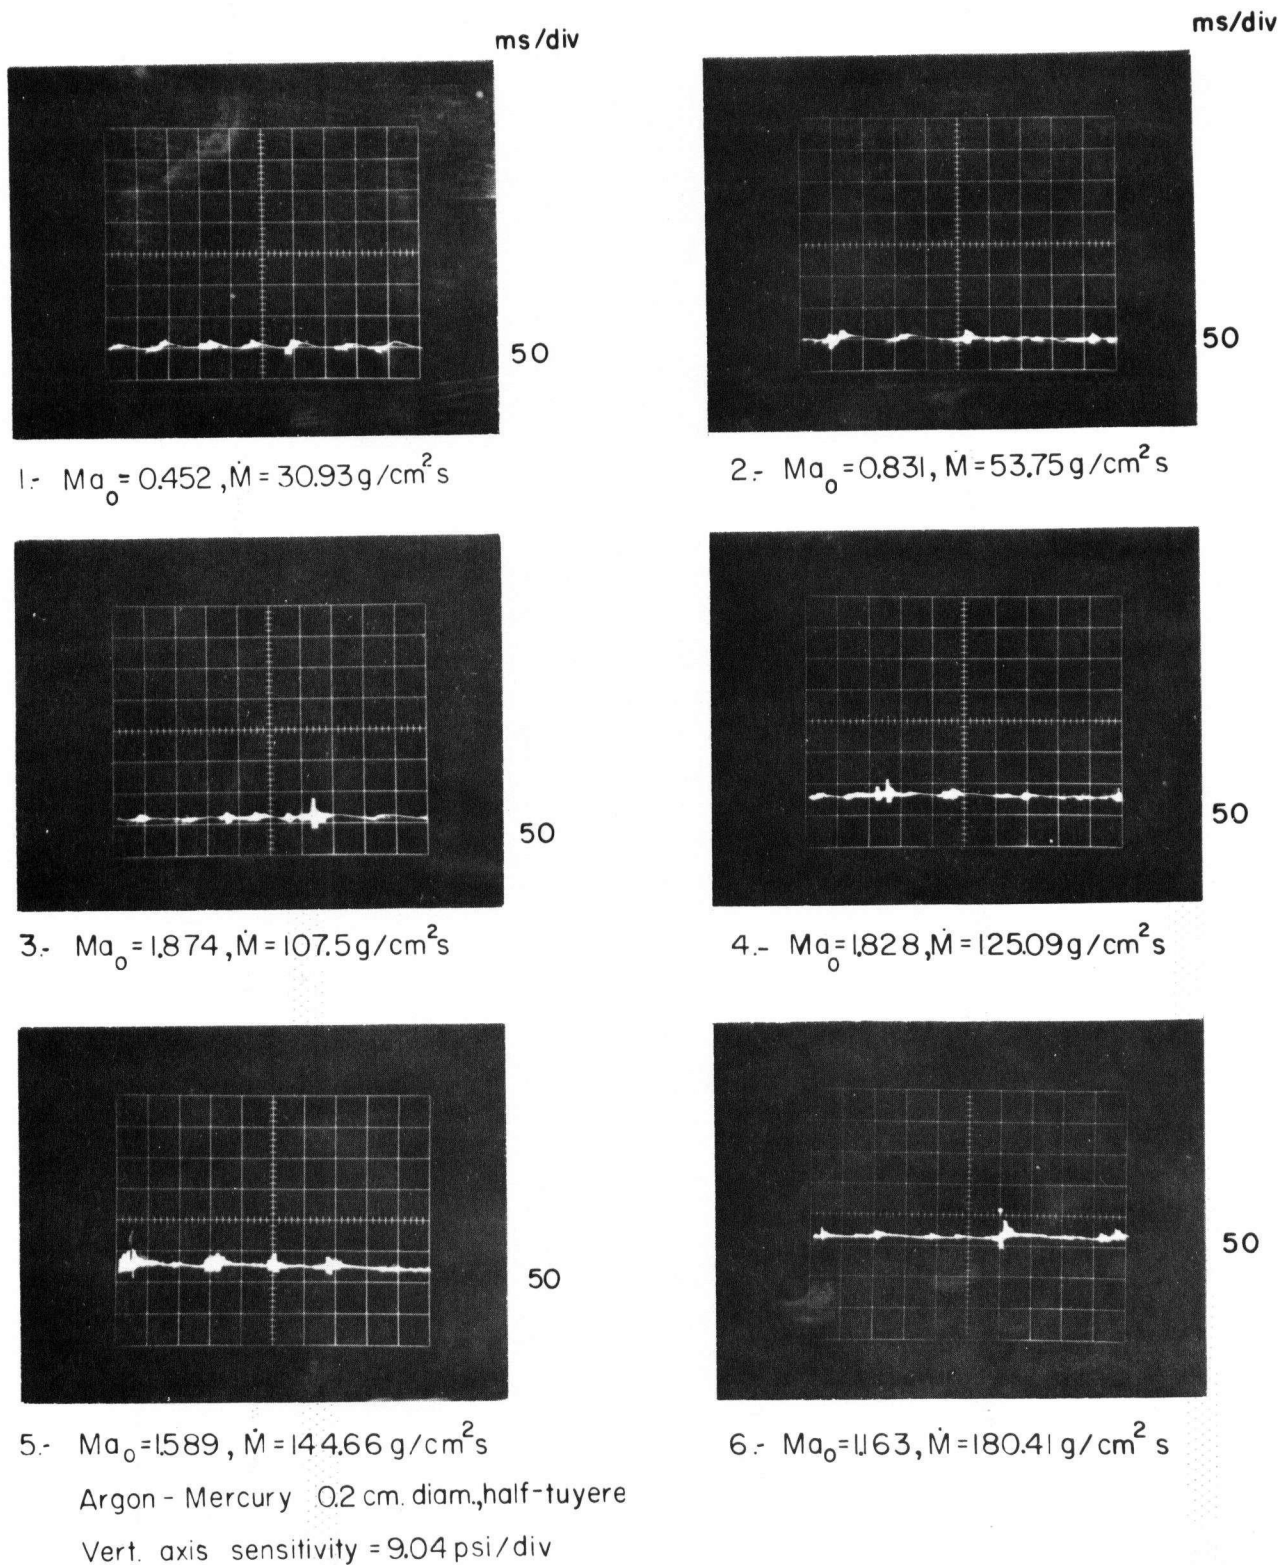 ms/div
ms/div
50
50
1.- Ma₀ = 0.452, Ṁ = 30.93 g/cm² s
2.- Ma₀ = 0.831, Ṁ = 53.75 g/cm² s
50
50
3.- Ma₀ = 1.874, Ṁ = 107.5 g/cm² s
4.- Ma₀ = 1.828, Ṁ = 125.09 g/cm² s
50
50
5.- Ma₀ = 1.589, Ṁ = 144.66 g/cm² s
6.- Ma₀ = 1.163, Ṁ = 180.41 g/cm² s
Argon - Mercury 0.2 cm. diam., half-tuyere
Vert. axis sensitivity = 9.04 psi/div